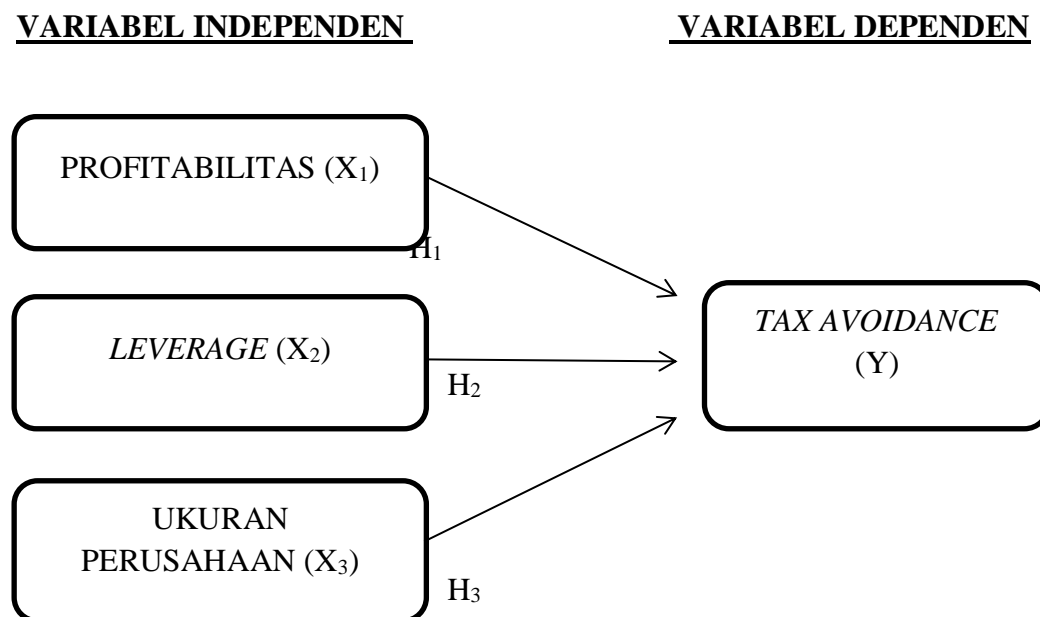 VARIABEL INDEPENDEN
VARIABEL DEPENDEN
PROFITABILITAS (X₁)
H₁
LEVERAGE (X₂)
H₂
TAX AVOIDANCE
(Y)
UKURAN
PERUSAHAAN (X₃)
H₃